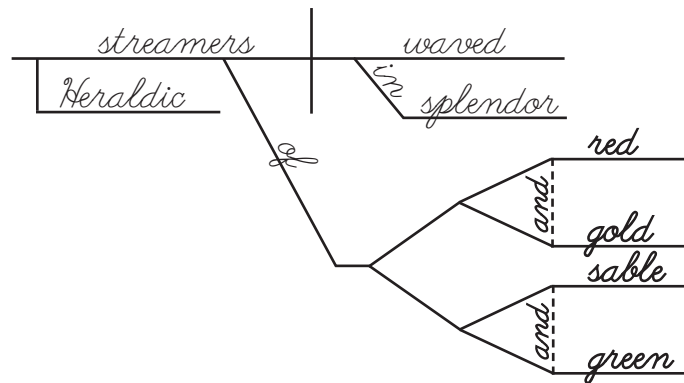 streamers waved
Heraldic in splendor
of
red
and
gold
sable
and
green